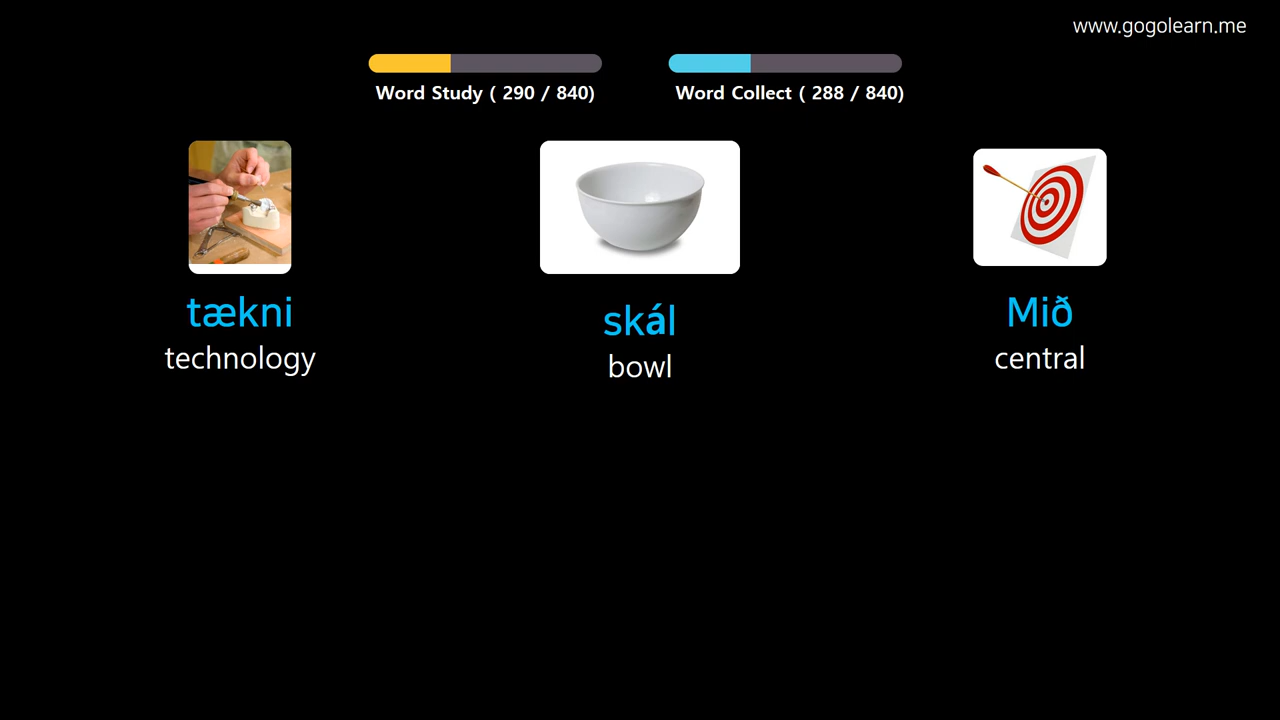 www.gogolearn.me
Word Study ( 290 / 840)
Word Collect ( 288 / 840)
tækni
technology
skál
bowl
Mið
central